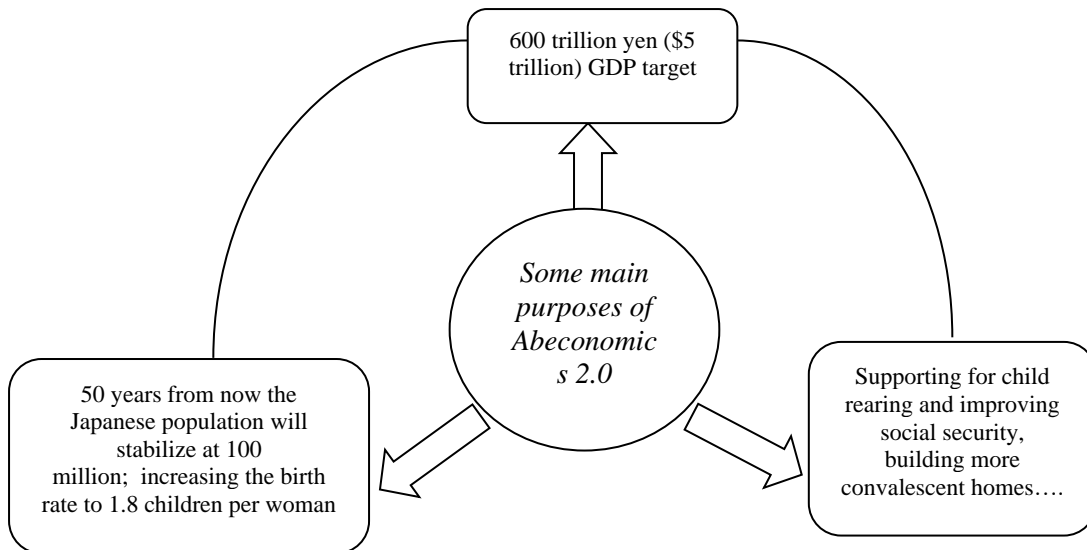 600 trillion yen ($5
trillion) GDP target
Some main
purposes of
Abeconomic
s 2.0
50 years from now the
Japanese population will
stabilize at 100
million;  increasing the birth
rate to 1.8 children per woman
Supporting for child
rearing and improving
social security,
building more
convalescent homes….